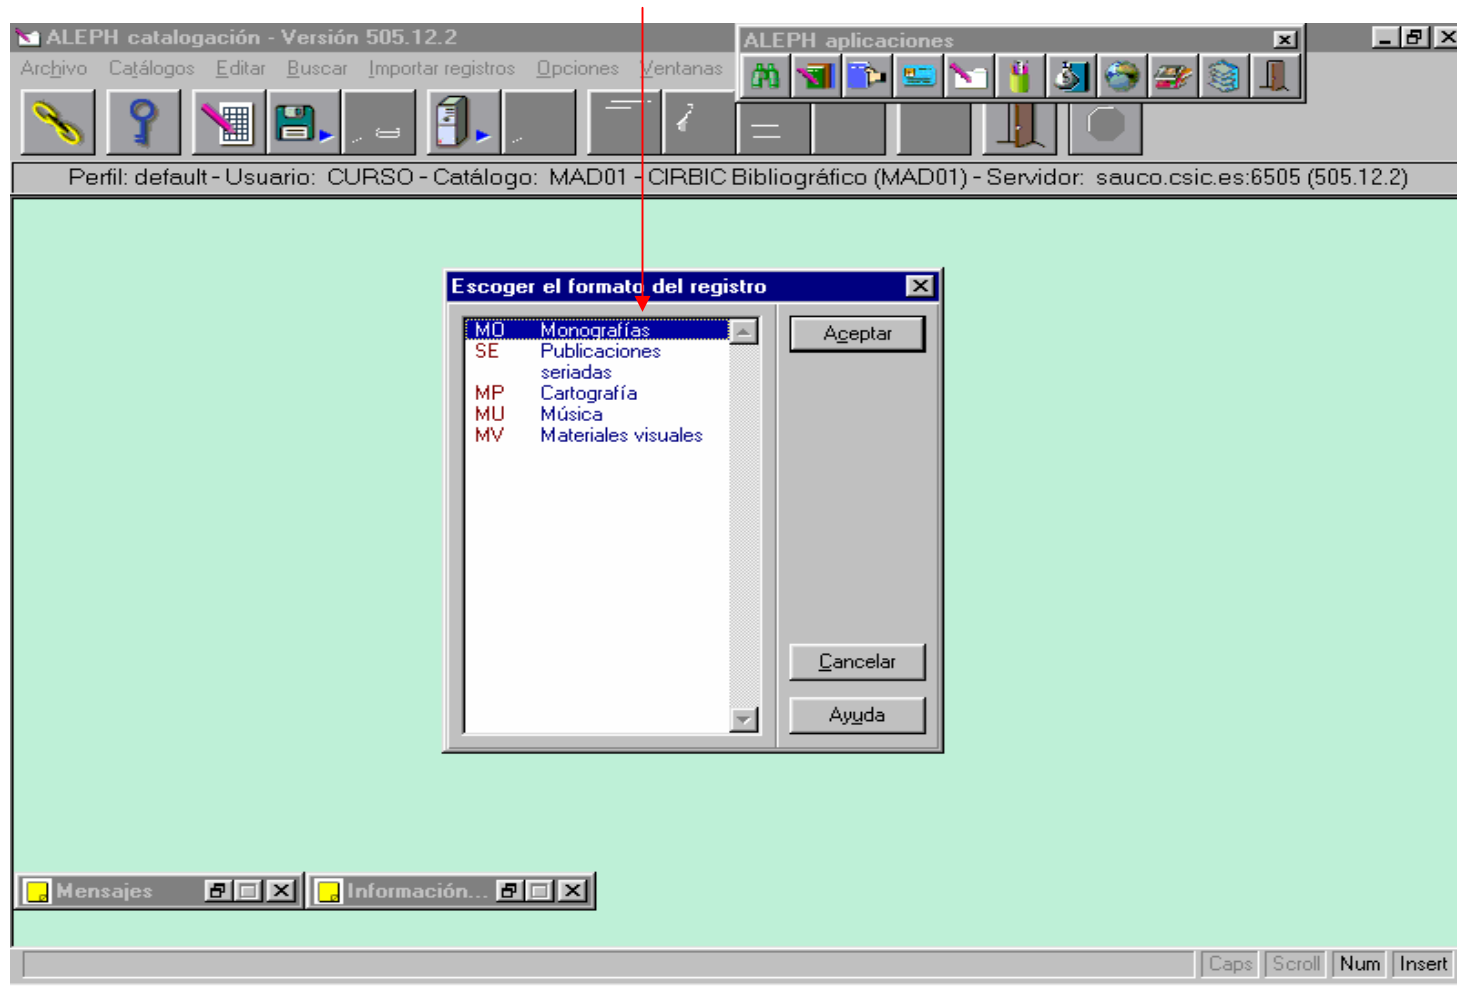 ALEPH catalogación - Versión 505.12.2
ALEPH aplicaciones
Archivo Catálogos Editar Buscar Importar registros Opciones Ventanas
Perfil: default - Usuario: CURSO - Catálogo: MAD01 - CIRBIC Bibliográfico (MAD01) - Servidor: sauco.csic.es:6505 (505.12.2)
Escoger el formato del registro
MO Monografías
SE Publicaciones
seriadas
MP Cartografía
MU Música
MV Materiales visuales
Aceptar
Cancelar
Ayuda
Mensajes
Información...
Caps Scroll Num Insert